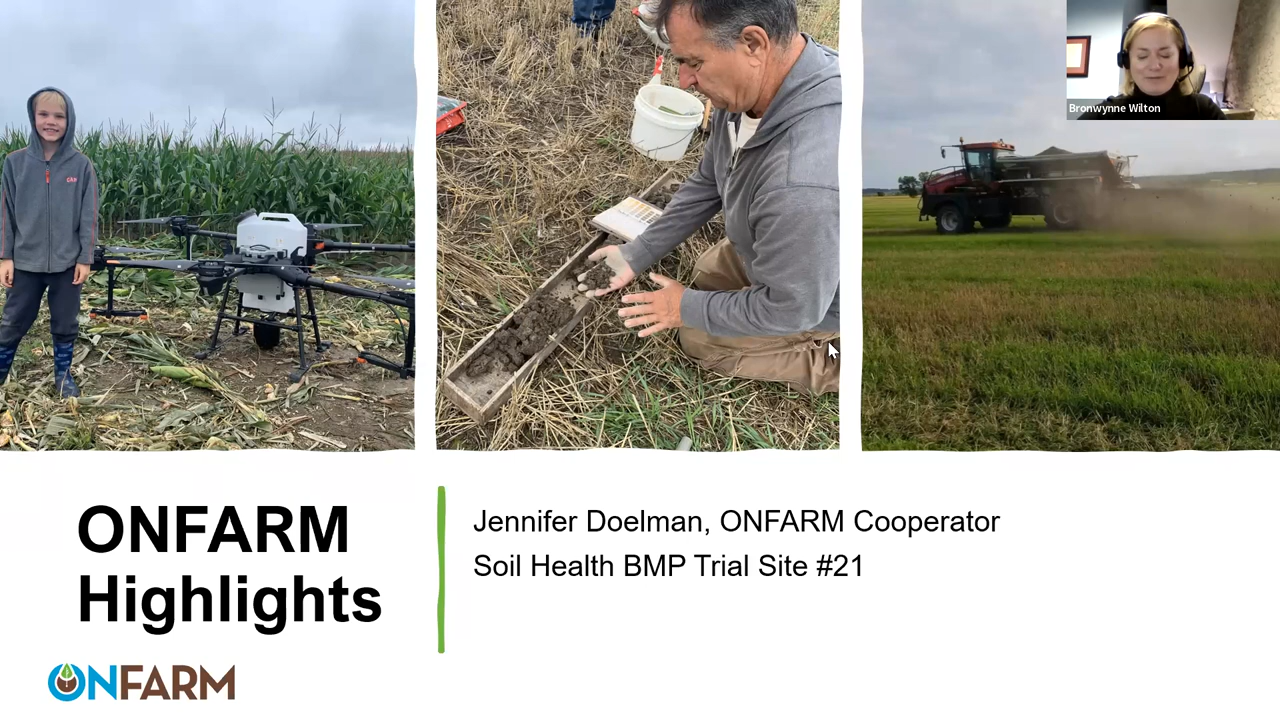 Bronwynne Wilton
ONFARM
Highlights
Jennifer Doelman, ONFARM Cooperator
Soil Health BMP Trial Site #21
ONFARM